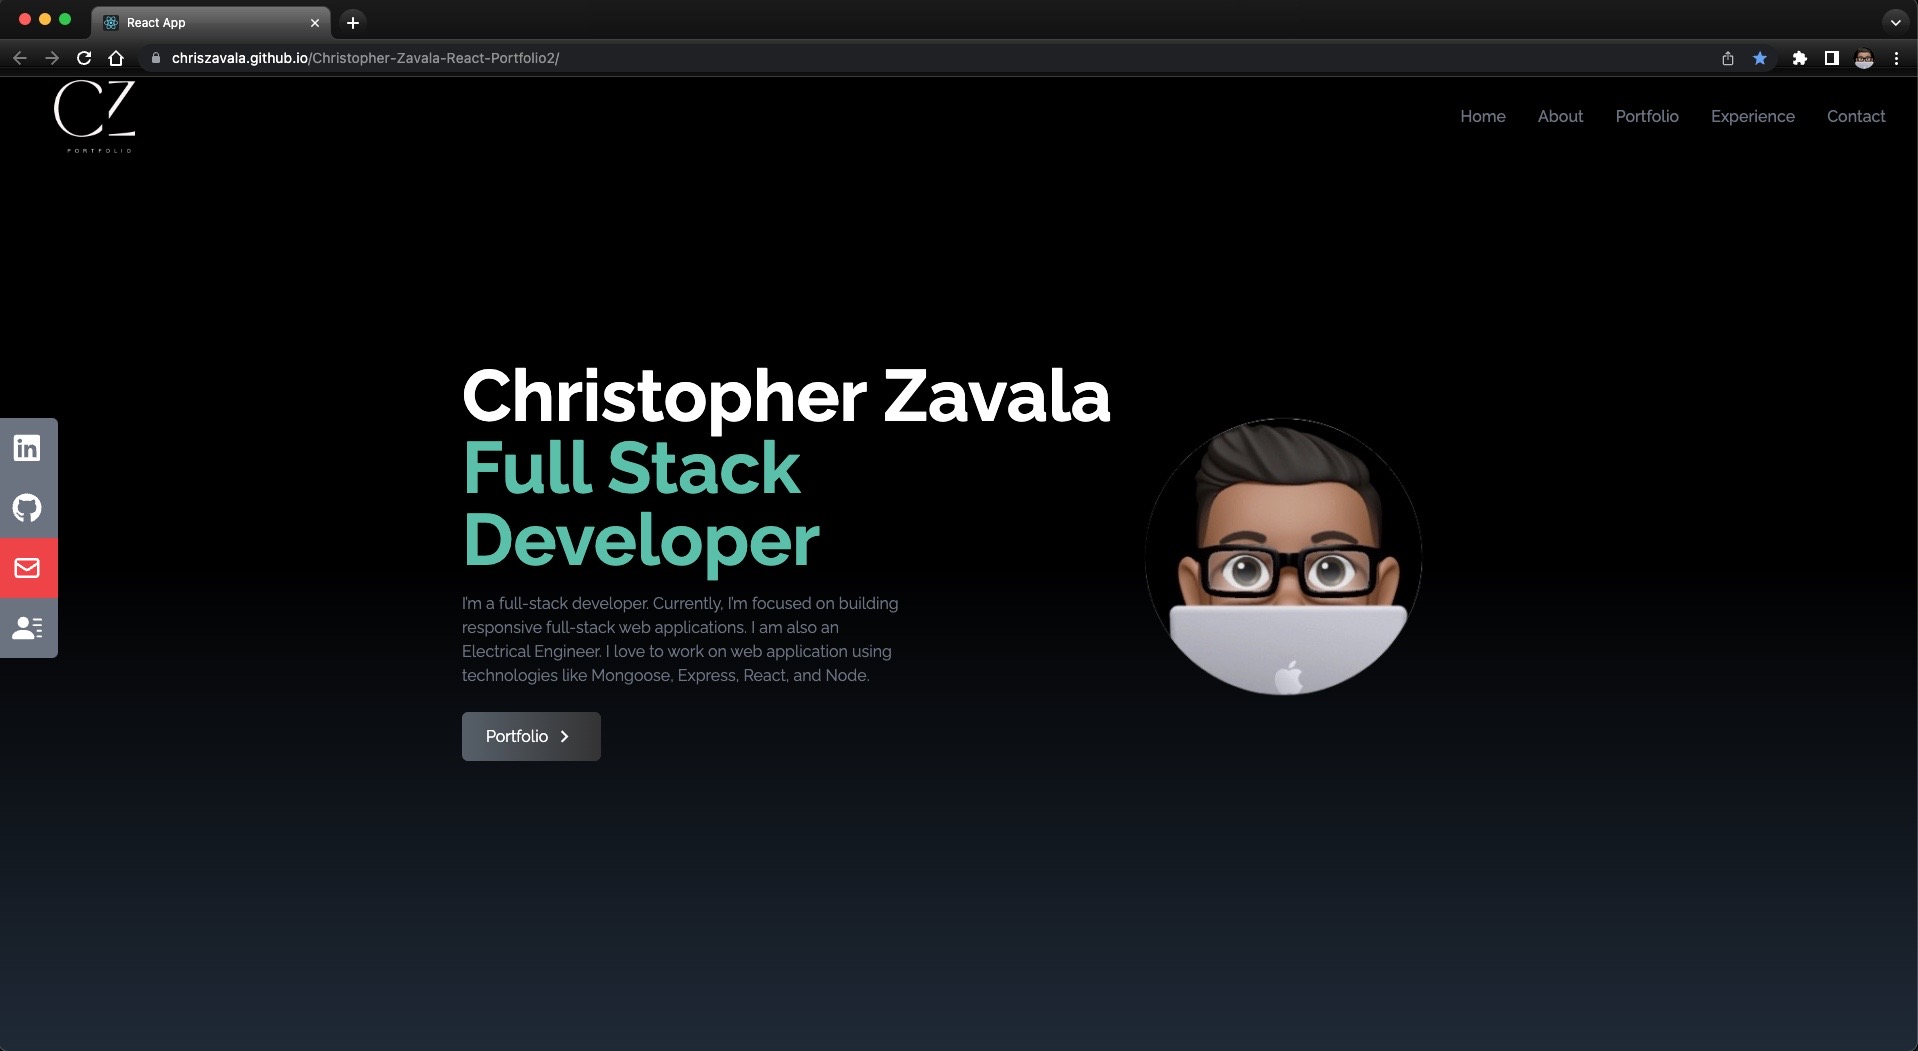 React App
chriszavala.github.io/Christopher-Zavala-React-Portfolio2/
CZ
PORTFOLIO
Home About Portfolio Experience Contact
Christopher Zavala
Full Stack
Developer
I'm a full-stack developer. Currently, I'm focused on building
responsive full-stack web applications. I am also an
Electrical Engineer. I love to work on web application using
technologies like Mongoose, Express, React, and Node.
Portfolio
in